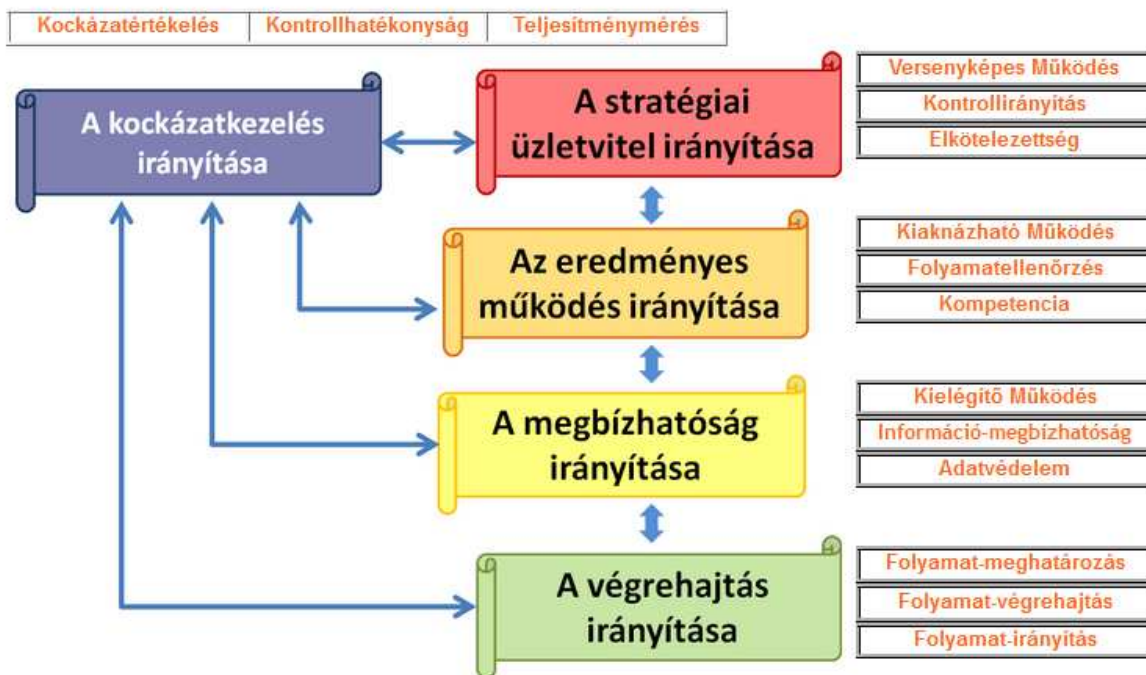 Kockázatértékelés Kontrollhatékonyság Teljesítménymérés
A kockázatkezelés
irányítása
A stratégiai
üzletvitel irányítása
Versenyképes Működés
Kontrollirányítás
Elkötelezettség
Az eredményes
működés irányítása
Kiaknázható Működés
Folyamatellenőrzés
Kompetencia
A megbízhatóság
irányítása
Kielégítő Működés
Információ-megbízhatóság
Adatvédelem
A végrehajtás
irányítása
Folyamat-meghatározás
Folyamat-végrehajtás
Folyamat-irányítás